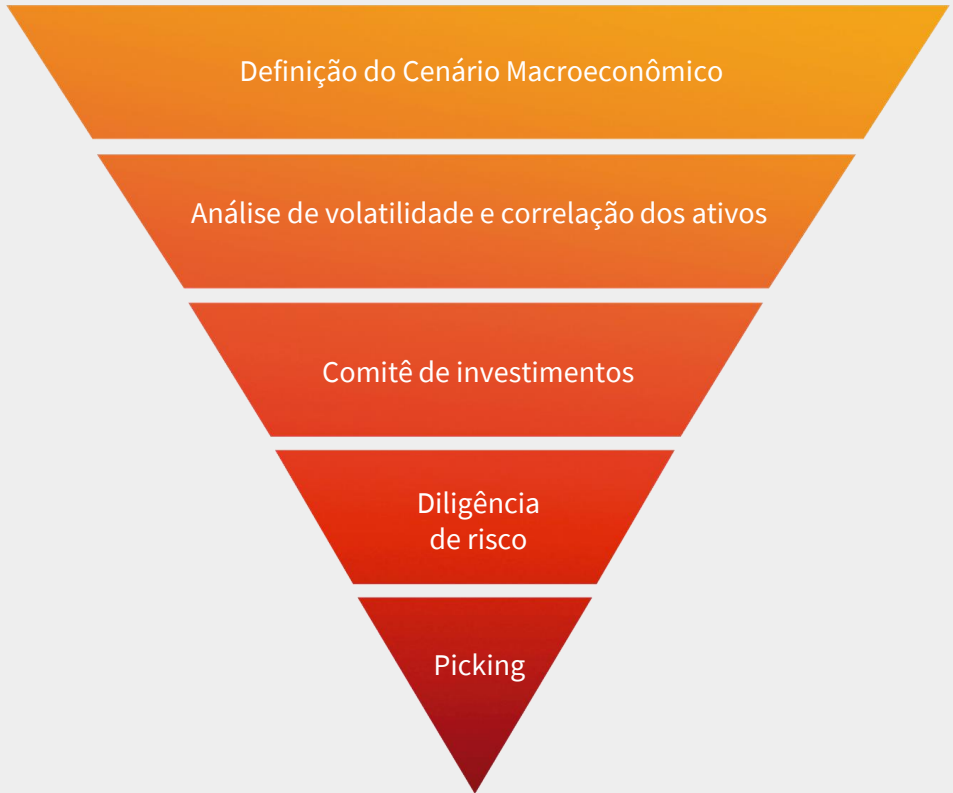 Definição do Cenário Macroeconômico
Análise de volatilidade e correlação dos ativos
Comitê de investimentos
Diligência
de risco
Picking